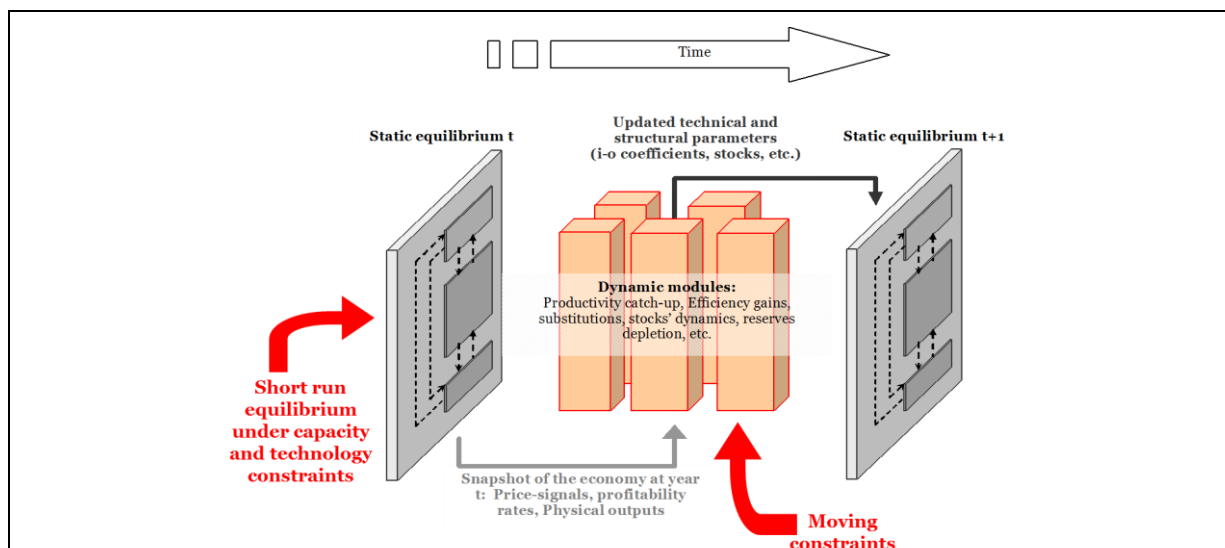 Time
Updated technical and
structural parameters
(i-o coefficients, stocks, etc.)
Static equilibrium t
Static equilibrium t+1
Dynamic modules:
Productivity catch-up, Efficiency gains,
substitutions, stocks' dynamics, reserves
depletion, etc.
Short run
equilibrium
under capacity
and technology
constraints
Snapshot of the economy at year
t: Price-signals, profitability
rates, Physical outputs
Moving
constraints